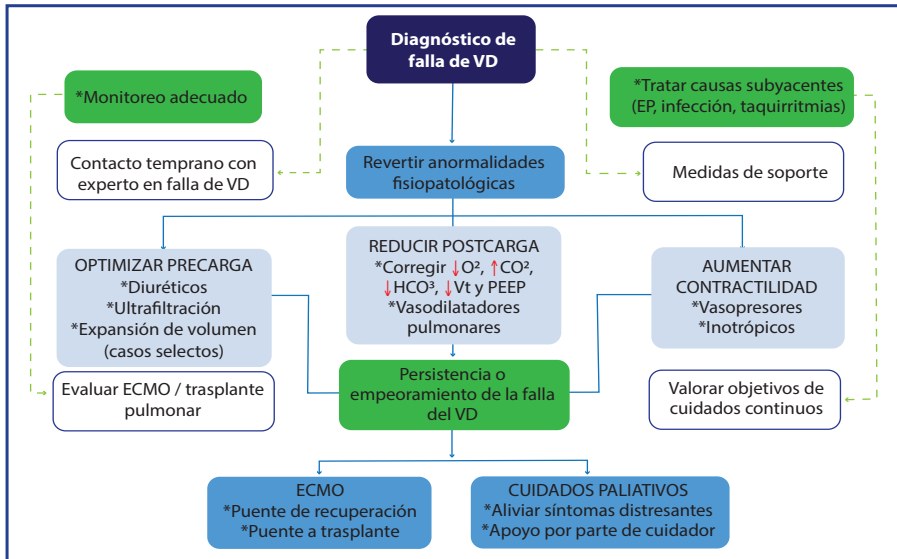 Diagnóstico de
falla de VD
*Monitoreo adecuado
*Tratar causas subyacentes
(EP, infección, taquirritmias)
Contacto temprano con
experto en falla de VD
Revertir anormalidades
fisiopatológicas
Medidas de soporte
OPTIMIZAR PRECARGA
*Diuréticos
*Ultrafiltración
*Expansión de volumen
(casos selectos)
REDUCIR POSTCARGA
*Corregir ↓O², ↑CO²,
↓HCO³, ↓Vt y PEEP
*Vasodilatadores
pulmonares
AUMENTAR
CONTRACTILIDAD
*Vasopresores
*Inotrópicos
Evaluar ECMO / trasplante
pulmonar
Persistencia o
empeoramiento de la falla
del VD
Valorar objetivos de
cuidados continuos
ECMO
*Puente de recuperación
*Puente a trasplante
CUIDADOS PALIATIVOS
*Aliviar síntomas distresantes
*Apoyo por parte de cuidador